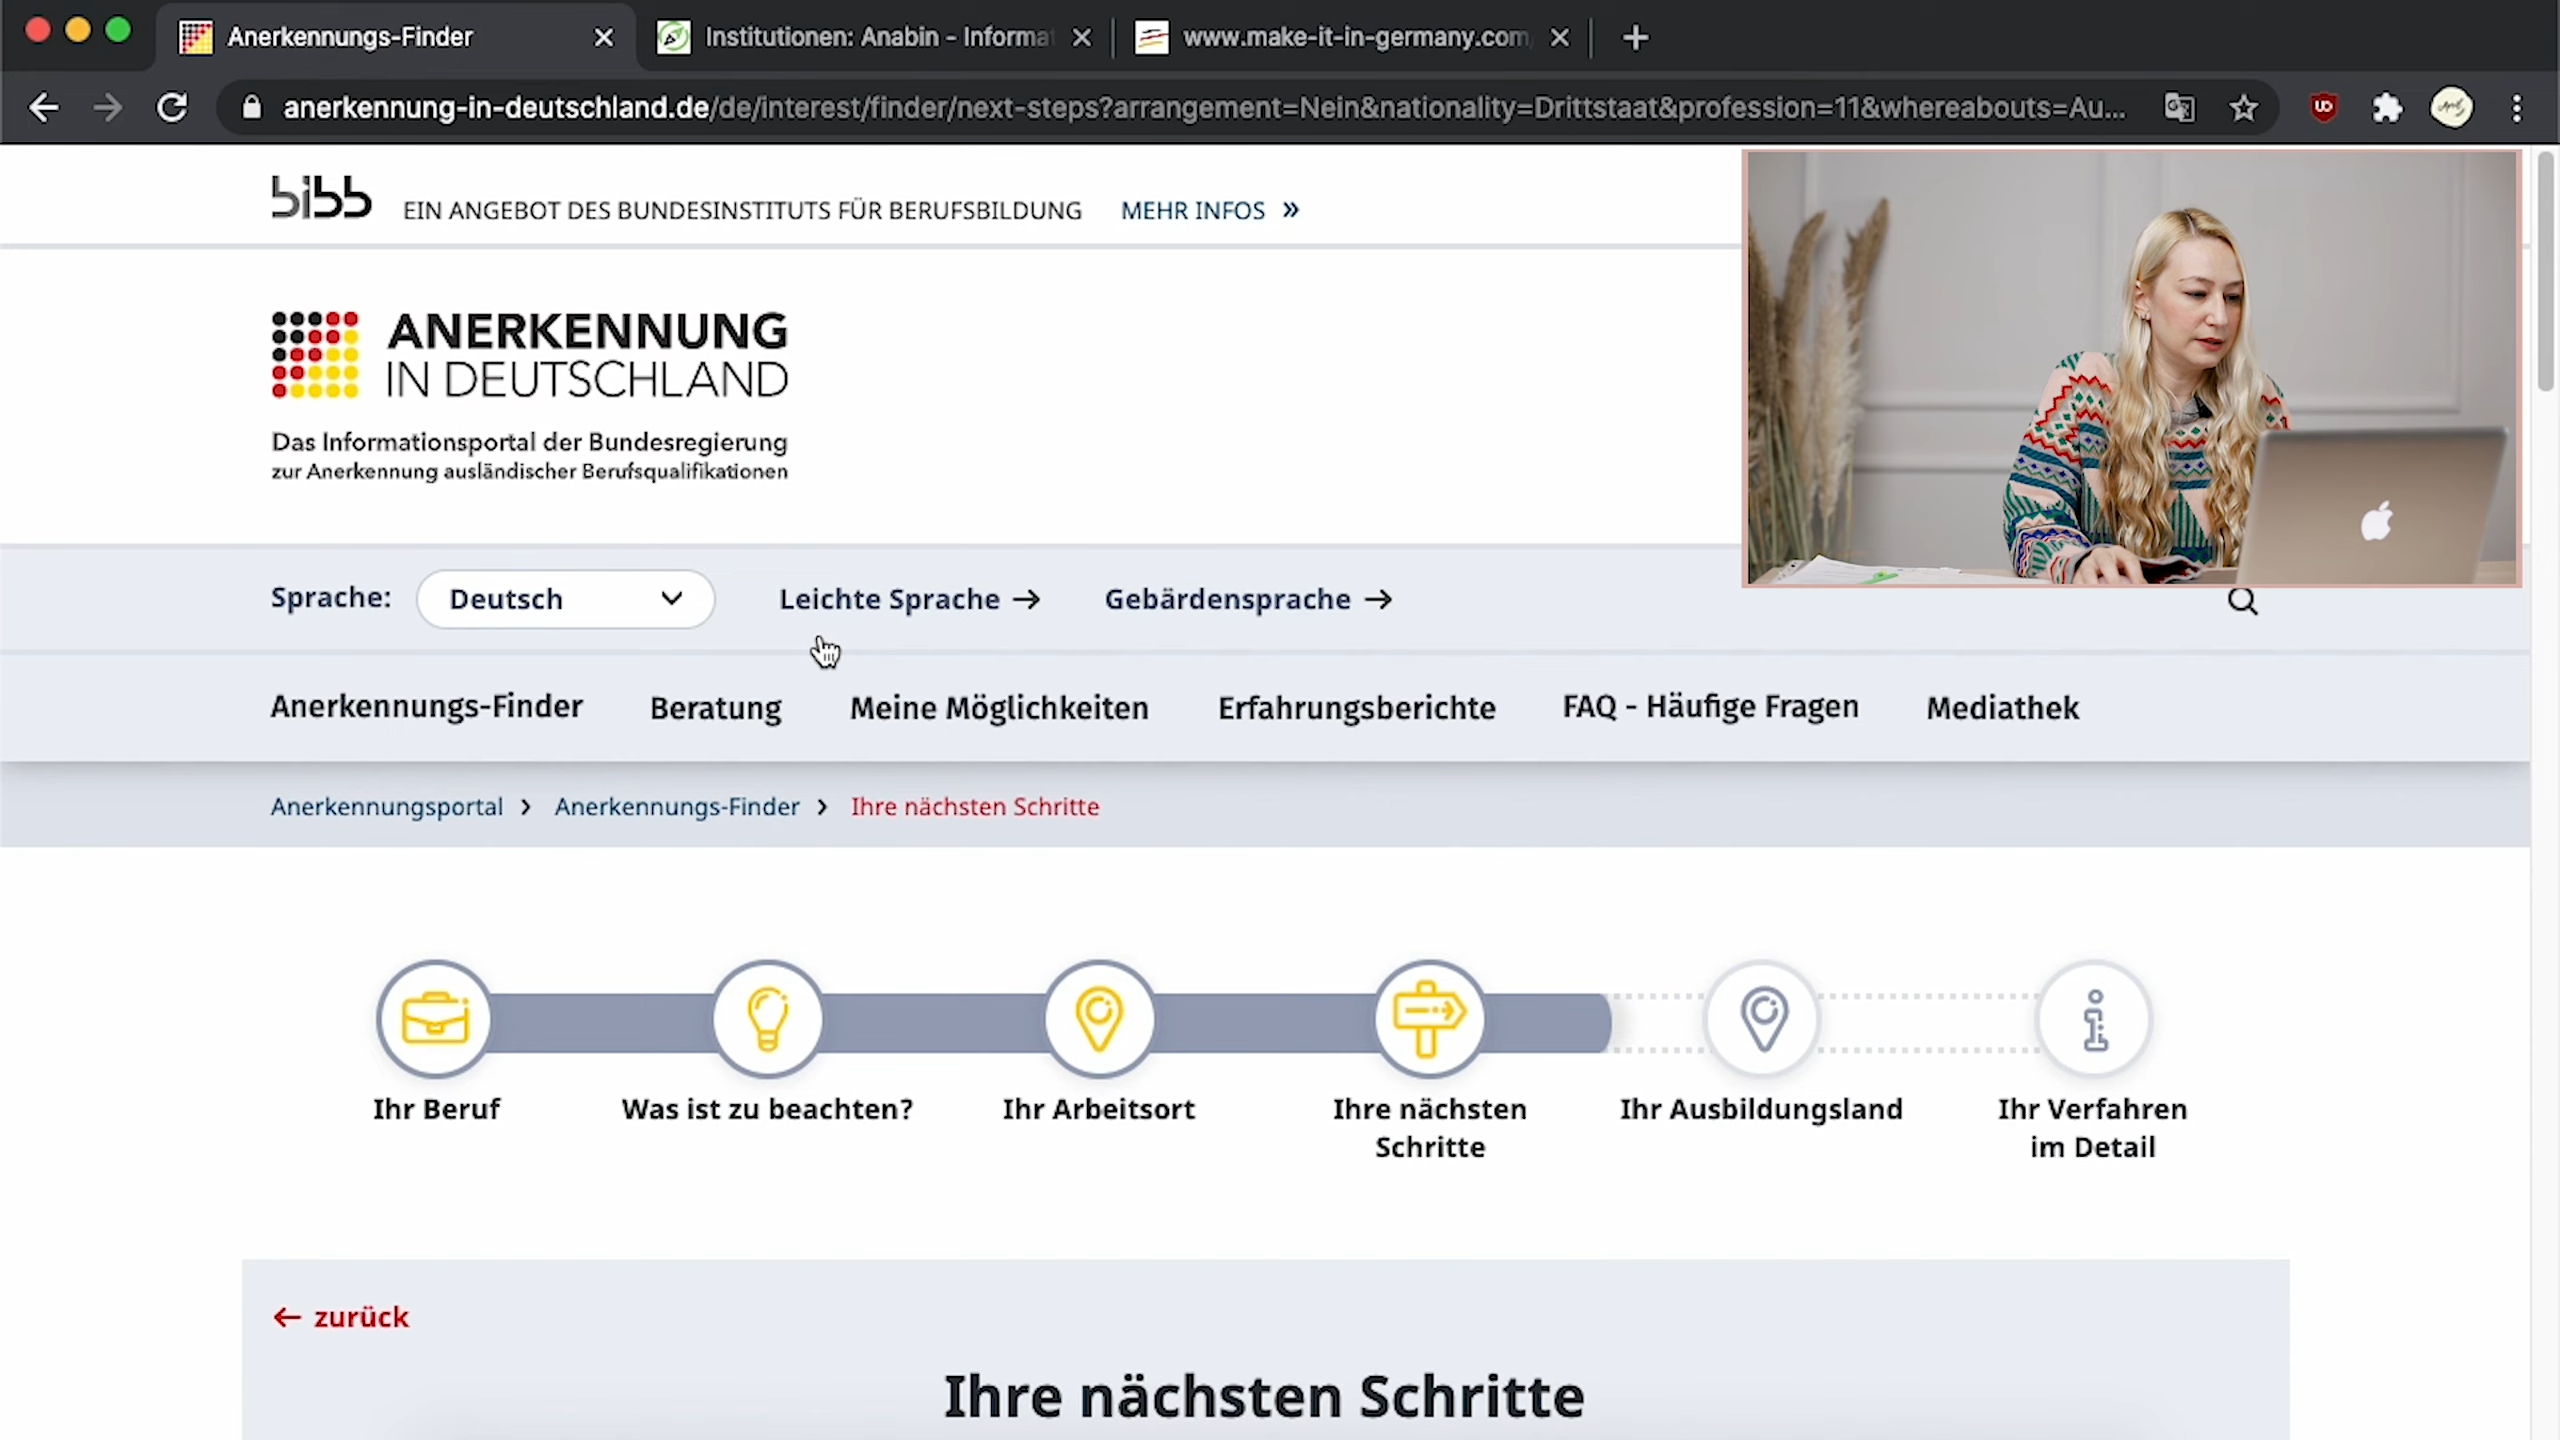 Anerkennungs-Finder
Institutionen: Anabin - Informat
www.make-it-in-germany.com
anerkennung-in-deutschland.de/de/interest/finder/next-steps?arrangement=Nein&nationality=Drittstaat&profession=11&whereabouts=Au...
bibb EIN ANGEBOT DES BUNDESINSTITUTS FÜR BERUFSBILDUNG MEHR INFOS »
ANERKENNUNG
IN DEUTSCHLAND
Das Informationsportal der Bundesregierung
zur Anerkennung ausländischer Berufsqualifikationen
Sprache: Deutsch Leichte Sprache → Gebärdensprache →
Anerkennungs-Finder Beratung Meine Möglichkeiten Erfahrungsberichte FAQ - Häufige Fragen Mediathek
Anerkennungsportal > Anerkennungs-Finder > Ihre nächsten Schritte
Ihr Beruf
Was ist zu beachten?
Ihr Arbeitsort
Ihre nächsten
Schritte
Ihr Ausbildungsland
Ihr Verfahren
im Detail
← zurück
Ihre nächsten Schritte